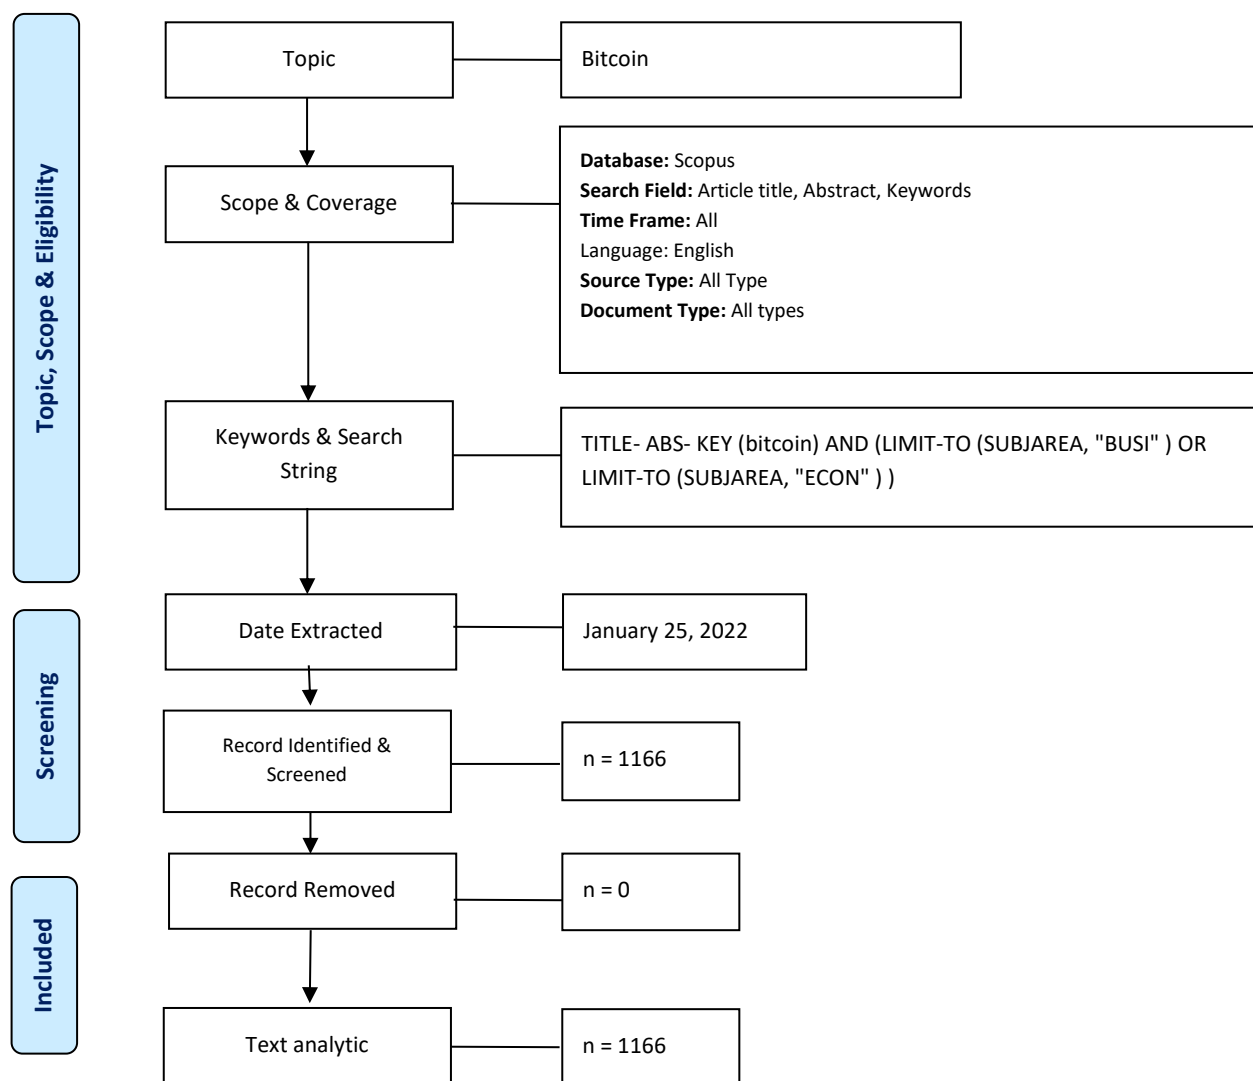 Topic, Scope & Eligibility
Topic
Bitcoin
Scope & Coverage
Database: Scopus
Search Field: Article title, Abstract, Keywords
Time Frame: All
Language: English
Source Type: All Type
Document Type: All types
Keywords & Search
String
TITLE- ABS- KEY (bitcoin) AND (LIMIT-TO (SUBJAREA, "BUSI" ) OR
LIMIT-TO (SUBJAREA, "ECON" ) )
Screening
Date Extracted
January 25, 2022
Record Identified &
Screened
n = 1166
Included
Record Removed
n = 0
Text analytic
n = 1166